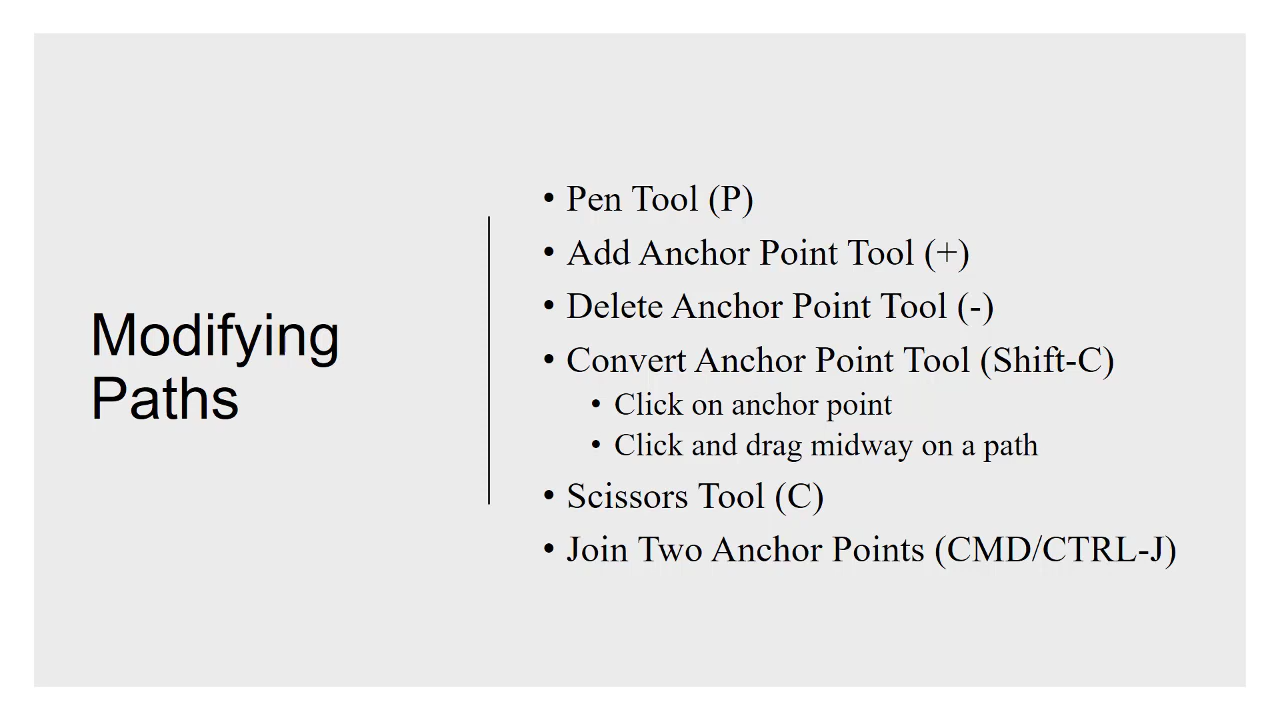 Modifying
Paths
• Pen Tool (P)
• Add Anchor Point Tool (+)
• Delete Anchor Point Tool (-)
• Convert Anchor Point Tool (Shift-C)
• Click on anchor point
• Click and drag midway on a path
• Scissors Tool (C)
• Join Two Anchor Points (CMD/CTRL-J)